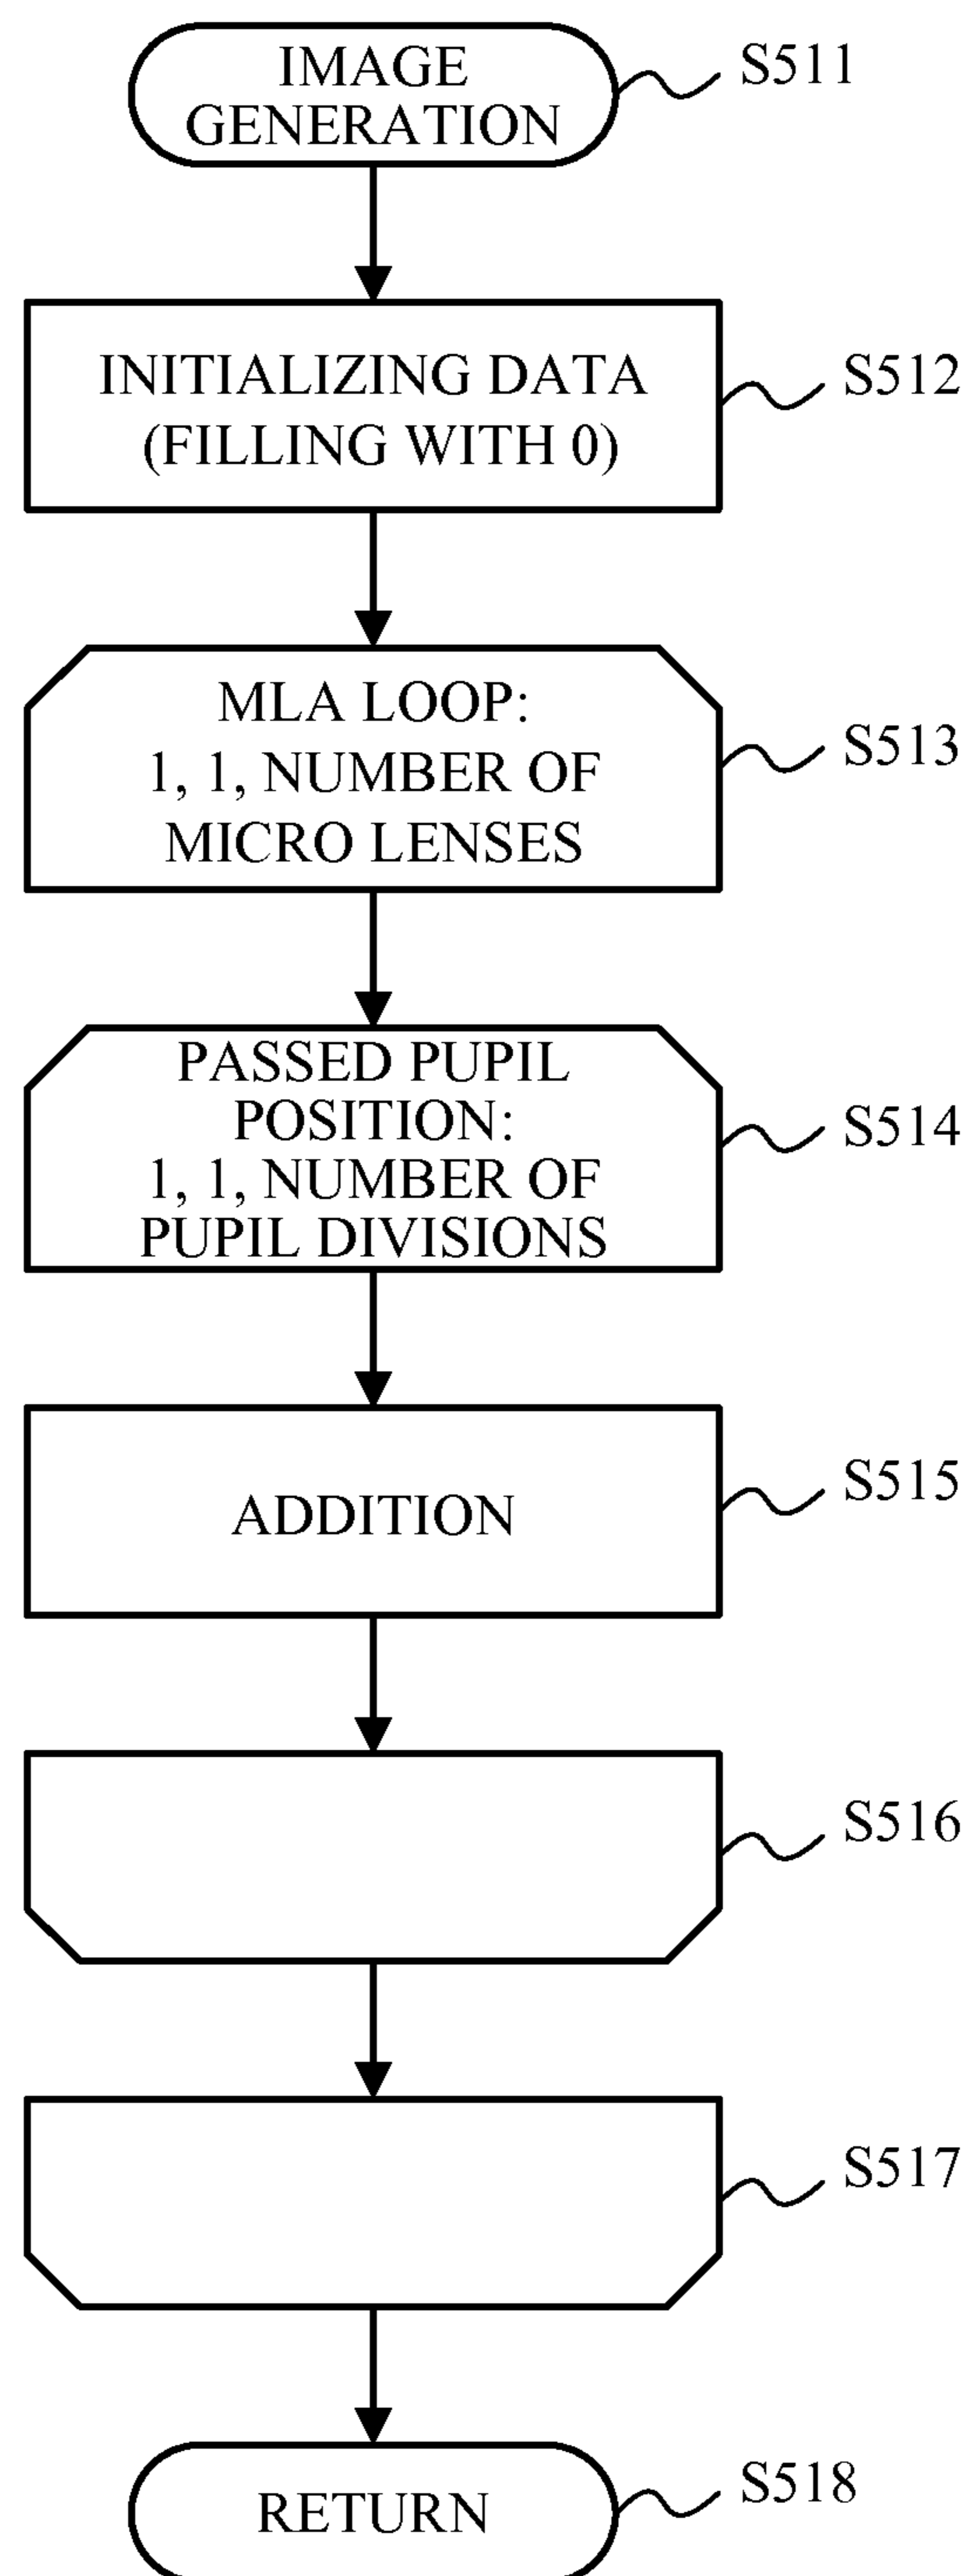 IMAGE
GENERATION
S511
INITIALIZING DATA
(FILLING WITH 0)
S512
MLA LOOP:
1, 1, NUMBER OF
MICRO LENSES
S513
PASSED PUPIL
POSITION:
1, 1, NUMBER OF
PUPIL DIVISIONS
S514
ADDITION
S515
S516
S517
RETURN
S518